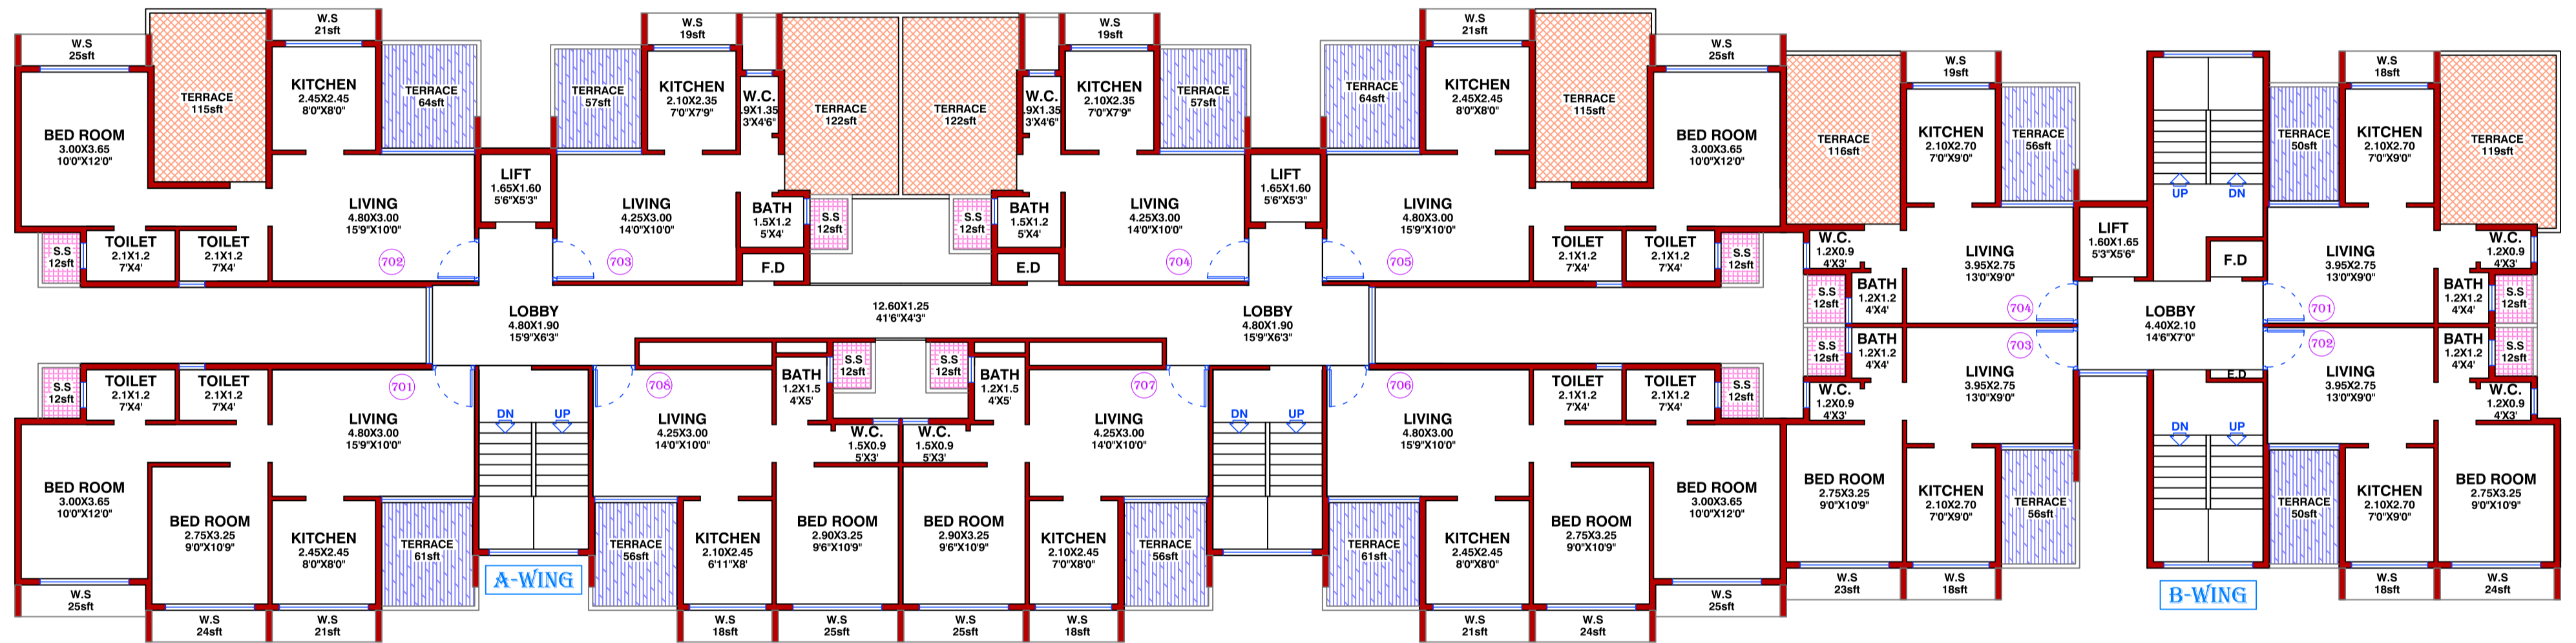 W.S
25sft
TERRACE
115sft
W.S
21sft
KITCHEN
2.45X2.45
8'0"X8'0"
TERRACE
64sft
BED ROOM
3.00X3.65
10'0"X12'0"
LIVING
4.80X3.00
15'9"X10'0"
702
S.S
12sft
TOILET
2.1X1.2
7'X4'
TOILET
2.1X1.2
7'X4'
LIFT
1.65X1.60
5'6"X5'3"
TERRACE
57sft
W.S
19sft
KITCHEN
2.10X2.35
7'0"X7'9"
W.C.
.9X1.35
3'X4'6"
TERRACE
122sft
LIVING
4.25X3.00
14'0"X10'0"
703
BATH
1.5X1.2
5'X4'
S.S
12sft
F.D
TERRACE
122sft
W.C.
.9X1.35
3'X4'6"
W.S
19sft
KITCHEN
2.10X2.35
7'0"X7'9"
TERRACE
57sft
S.S
12sft
BATH
1.5X1.2
5'X4'
E.D
LIVING
4.25X3.00
14'0"X10'0"
704
LIFT
1.65X1.60
5'6"X5'3"
TERRACE
64sft
W.S
21sft
KITCHEN
2.45X2.45
8'0"X8'0"
TERRACE
115sft
W.S
25sft
BED ROOM
3.00X3.65
10'0"X12'0"
LIVING
4.80X3.00
15'9"X10'0"
705
TOILET
2.1X1.2
7'X4'
TOILET
2.1X1.2
7'X4'
S.S
12sft
TERRACE
116sft
W.S
19sft
KITCHEN
2.10X2.70
7'0"X9'0"
TERRACE
56sft
W.C.
1.2X0.9
4'X3'
LIVING
3.95X2.75
13'0"X9'0"
704
S.S
12sft
BATH
1.2X1.2
4'X4'
LIFT
1.60X1.65
5'3"X5'6"
UP
DN
F.D
TERRACE
50sft
W.S
18sft
KITCHEN
2.10X2.70
7'0"X9'0"
TERRACE
119sft
LIVING
3.95X2.75
13'0"X9'0"
701
W.C.
1.2X0.9
4'X3'
BATH
1.2X1.2
4'X4'
S.S
12sft
LOBBY
4.80X1.90
15'9"X6'3"
12.60X1.25
41'6"X4'3"
LOBBY
4.80X1.90
15'9"X6'3"
LOBBY
4.40X2.10
14'6"X7'0"
S.S
12sft
TOILET
2.1X1.2
7'X4'
TOILET
2.1X1.2
7'X4'
701
LIVING
4.80X3.00
15'9"X10'0"
BED ROOM
3.00X3.65
10'0"X12'0"
BED ROOM
2.75X3.25
9'0"X10'9"
KITCHEN
2.45X2.45
8'0"X8'0"
TERRACE
61sft
W.S
25sft
W.S
24sft
W.S
21sft
DN
UP
A-WING
708
LIVING
4.25X3.00
14'0"X10'0"
BATH
1.2X1.5
4'X5'
S.S
12sft
W.C.
1.5X0.9
5'X3'
TERRACE
56sft
KITCHEN
2.10X2.45
6'11"X8'
BED ROOM
2.90X3.25
9'6"X10'9"
W.S
18sft
W.S
25sft
S.S
12sft
BATH
1.2X1.5
4'X5'
W.C.
1.5X0.9
5'X3'
707
LIVING
4.25X3.00
14'0"X10'0"
BED ROOM
2.90X3.25
9'6"X10'9"
KITCHEN
2.10X2.45
7'0"X8'0"
TERRACE
56sft
W.S
25sft
W.S
18sft
DN
UP
706
LIVING
4.80X3.00
15'9"X10'0"
TOILET
2.1X1.2
7'X4'
TOILET
2.1X1.2
7'X4'
S.S
12sft
TERRACE
61sft
KITCHEN
2.45X2.45
8'0"X8'0"
BED ROOM
2.75X3.25
9'0"X10'9"
BED ROOM
3.00X3.65
10'0"X12'0"
W.S
21sft
W.S
24sft
W.S
25sft
S.S
12sft
BATH
1.2X1.2
4'X4'
703
W.C.
1.2X0.9
4'X3'
LIVING
3.95X2.75
13'0"X9'0"
BED ROOM
2.75X3.25
9'0"X10'9"
KITCHEN
2.10X2.70
7'0"X9'0"
TERRACE
56sft
W.S
23sft
W.S
18sft
E.D
DN
UP
B-WING
702
LIVING
3.95X2.75
13'0"X9'0"
BATH
1.2X1.2
4'X4'
S.S
12sft
W.C.
1.2X0.9
4'X3'
TERRACE
50sft
KITCHEN
2.10X2.70
7'0"X9'0"
BED ROOM
2.75X3.25
9'0"X10'9"
W.S
18sft
W.S
24sft